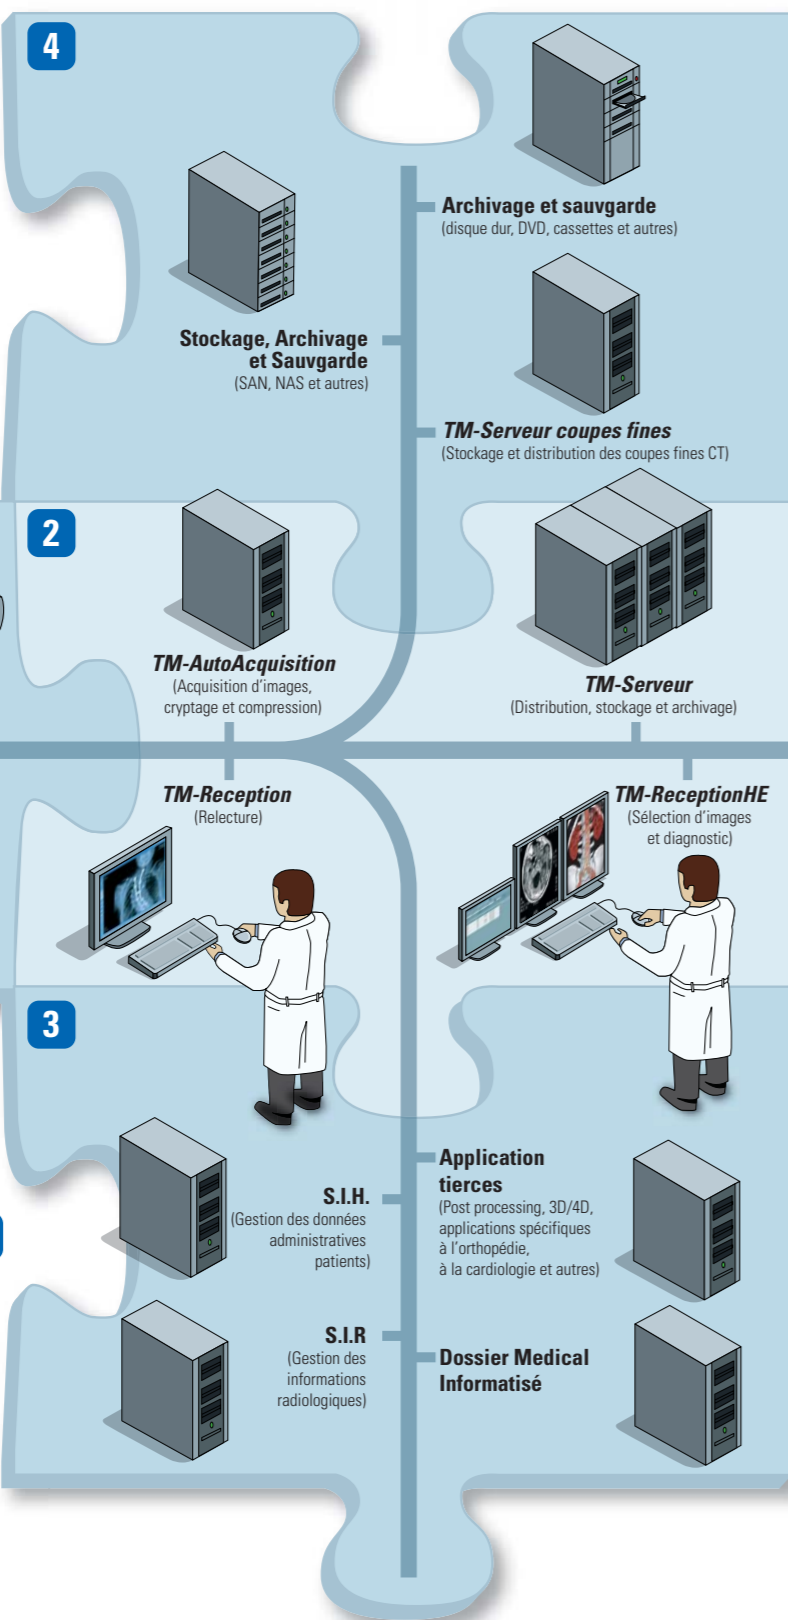 4
Archivage et sauvgarde
(disque dur, DVD, cassettes et autres)
Stockage, Archivage
et Sauvgarde
(SAN, NAS et autres)
TM-Serveur coupes fines
(Stockage et distribution des coupes fines CT)
2
TM-AutoAcquisition
(Acquisition d'images,
cryptage et compression)
TM-Serveur
(Distribution, stockage et archivage)
TM-Reception
(Relecture)
TM-ReceptionHE
(Sélection d'images
et diagnostic)
3
S.I.H.
(Gestion des données
administratives
patients)
Application
tierces
(Post processing, 3D/4D,
applications spécifiques
à l'orthopédie,
à la cardiologie et autres)
S.I.R
(Gestion des
informations
radiologiques)
Dossier Medical
Informatisé